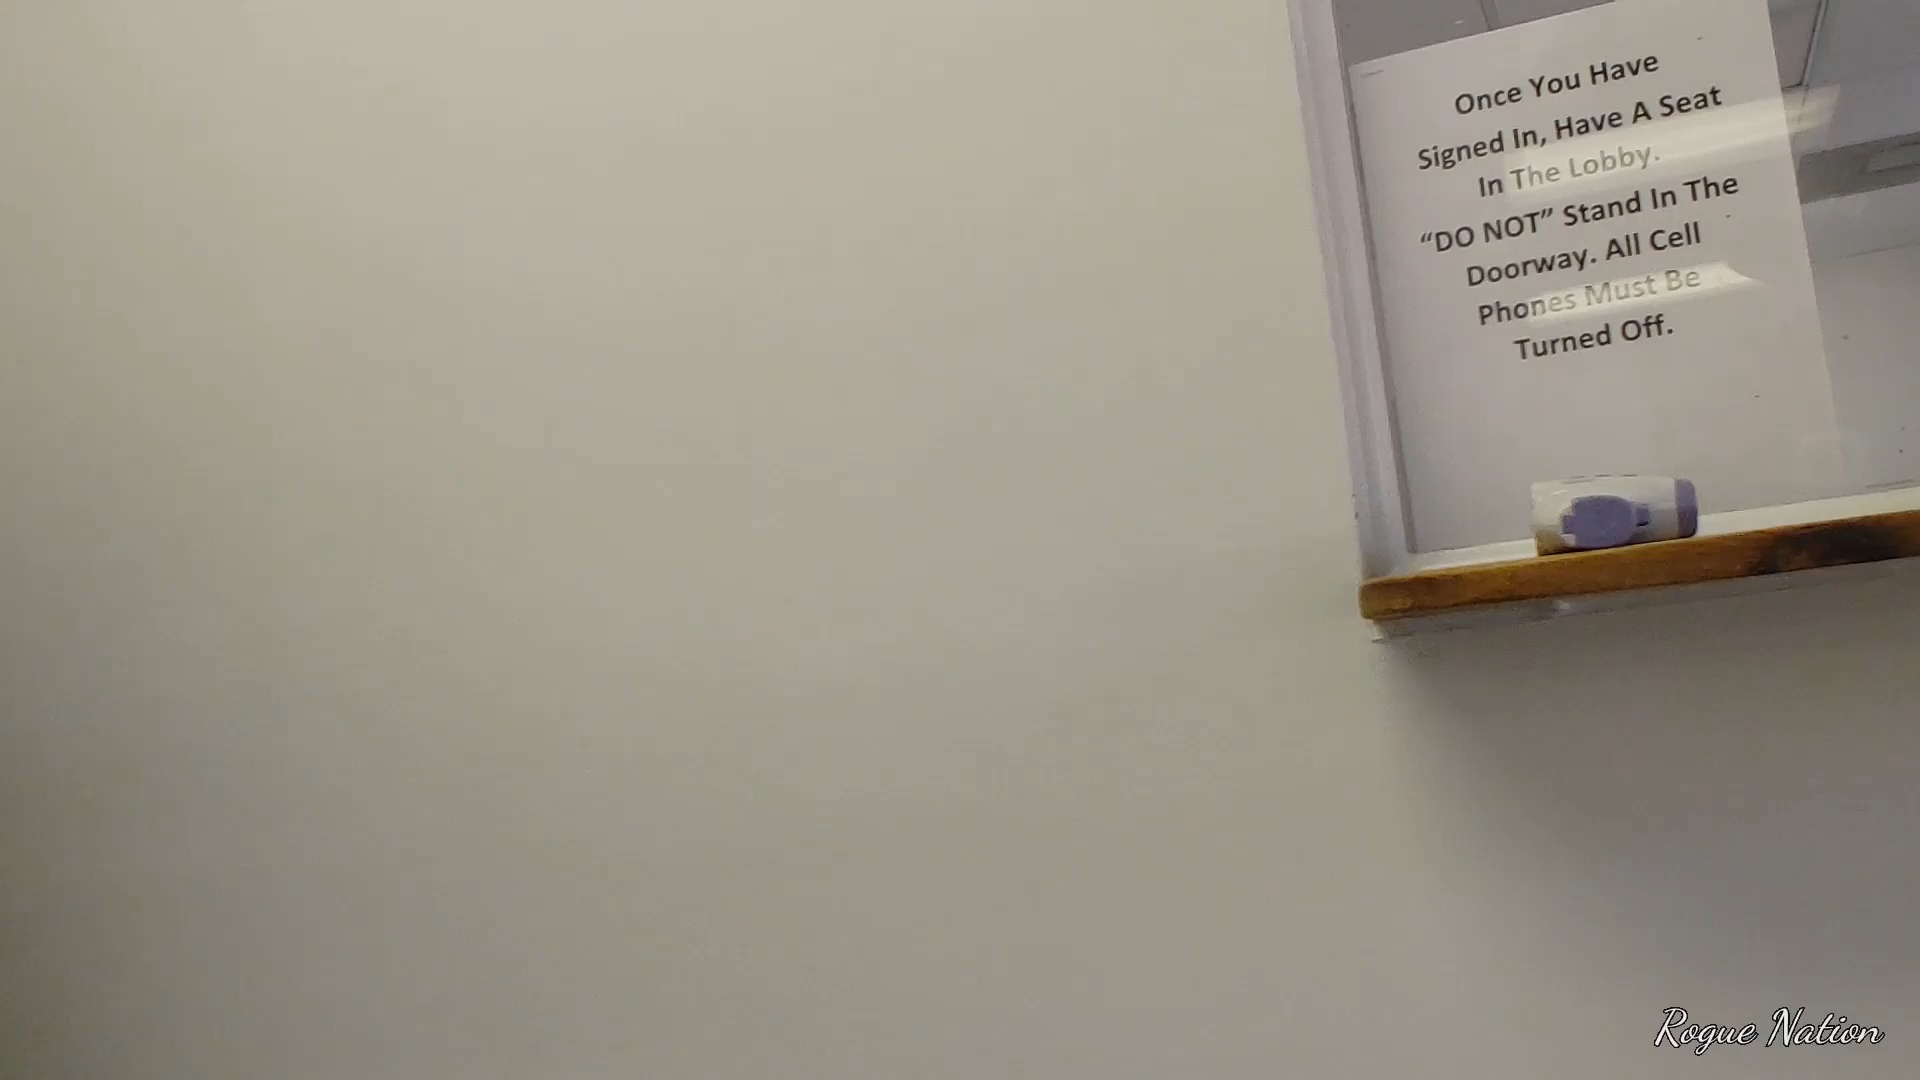 Once You Have
Signed In, Have A Seat
In The Lobby.
“DO NOT” Stand In The
Doorway. All Cell
Phones Must Be
Turned Off.
Rogue Nation